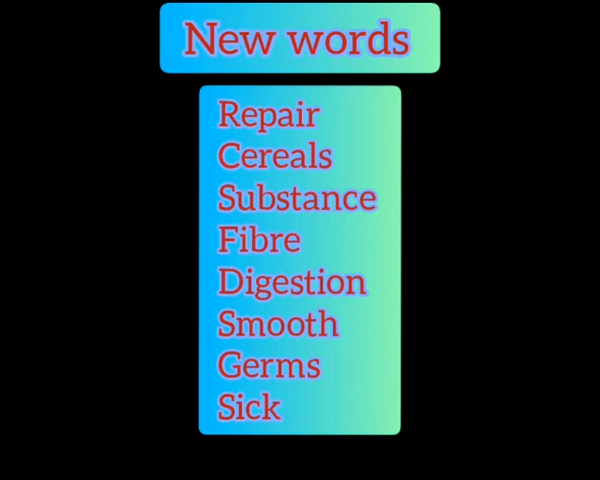 New words
Repair
Cereals
Substance
Fibre
Digestion
Smooth
Germs
Sick